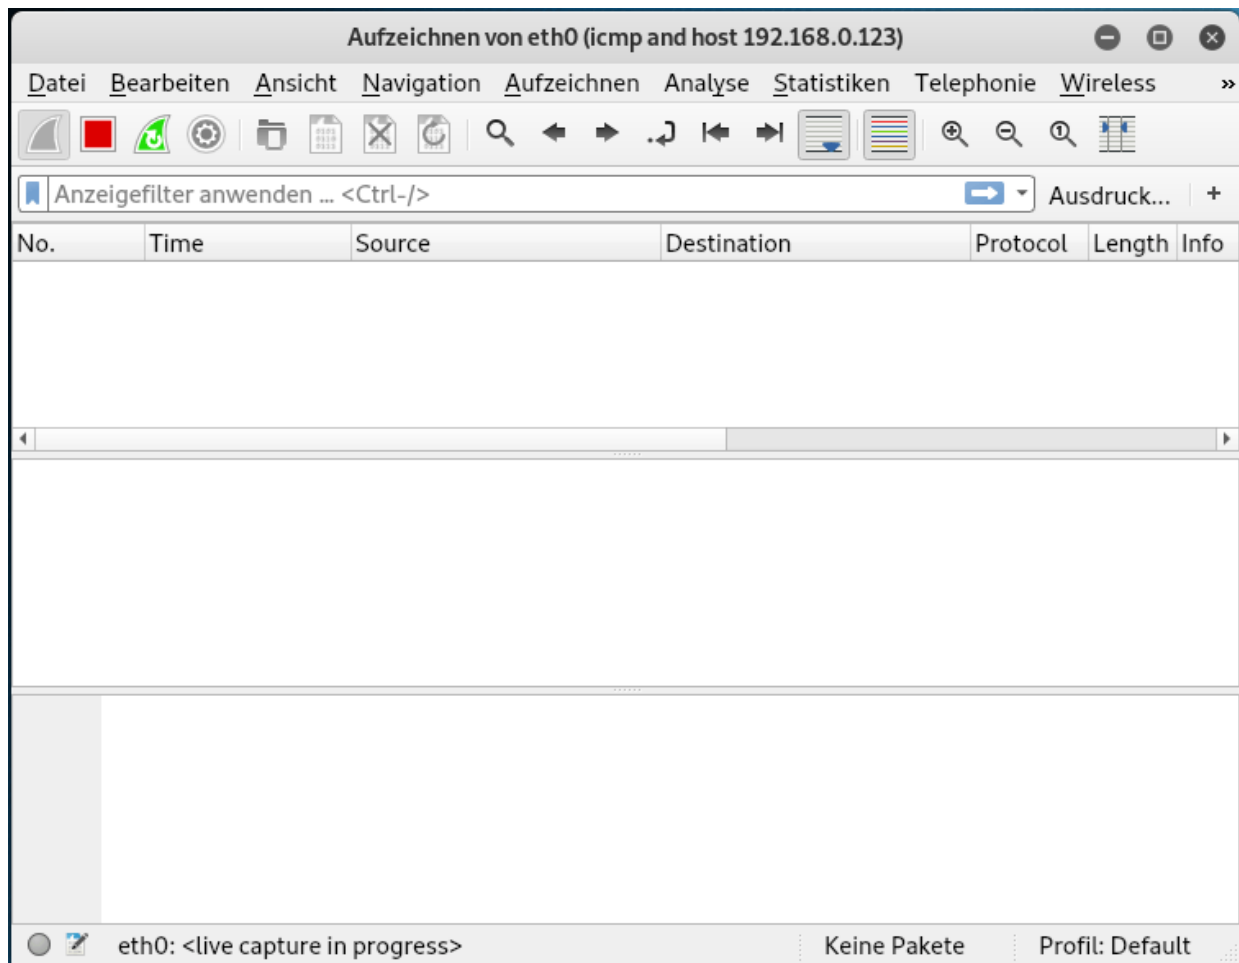 Aufzeichnen von eth0 (icmp and host 192.168.0.123)
Datei Bearbeiten Ansicht Navigation Aufzeichnen Analyse Statistiken Telephonie Wireless »
Anzeigefilter anwenden ... <Ctrl-/> Ausdruck... +
No. Time Source Destination Protocol Length Info
eth0: <live capture in progress> Keine Pakete Profil: Default